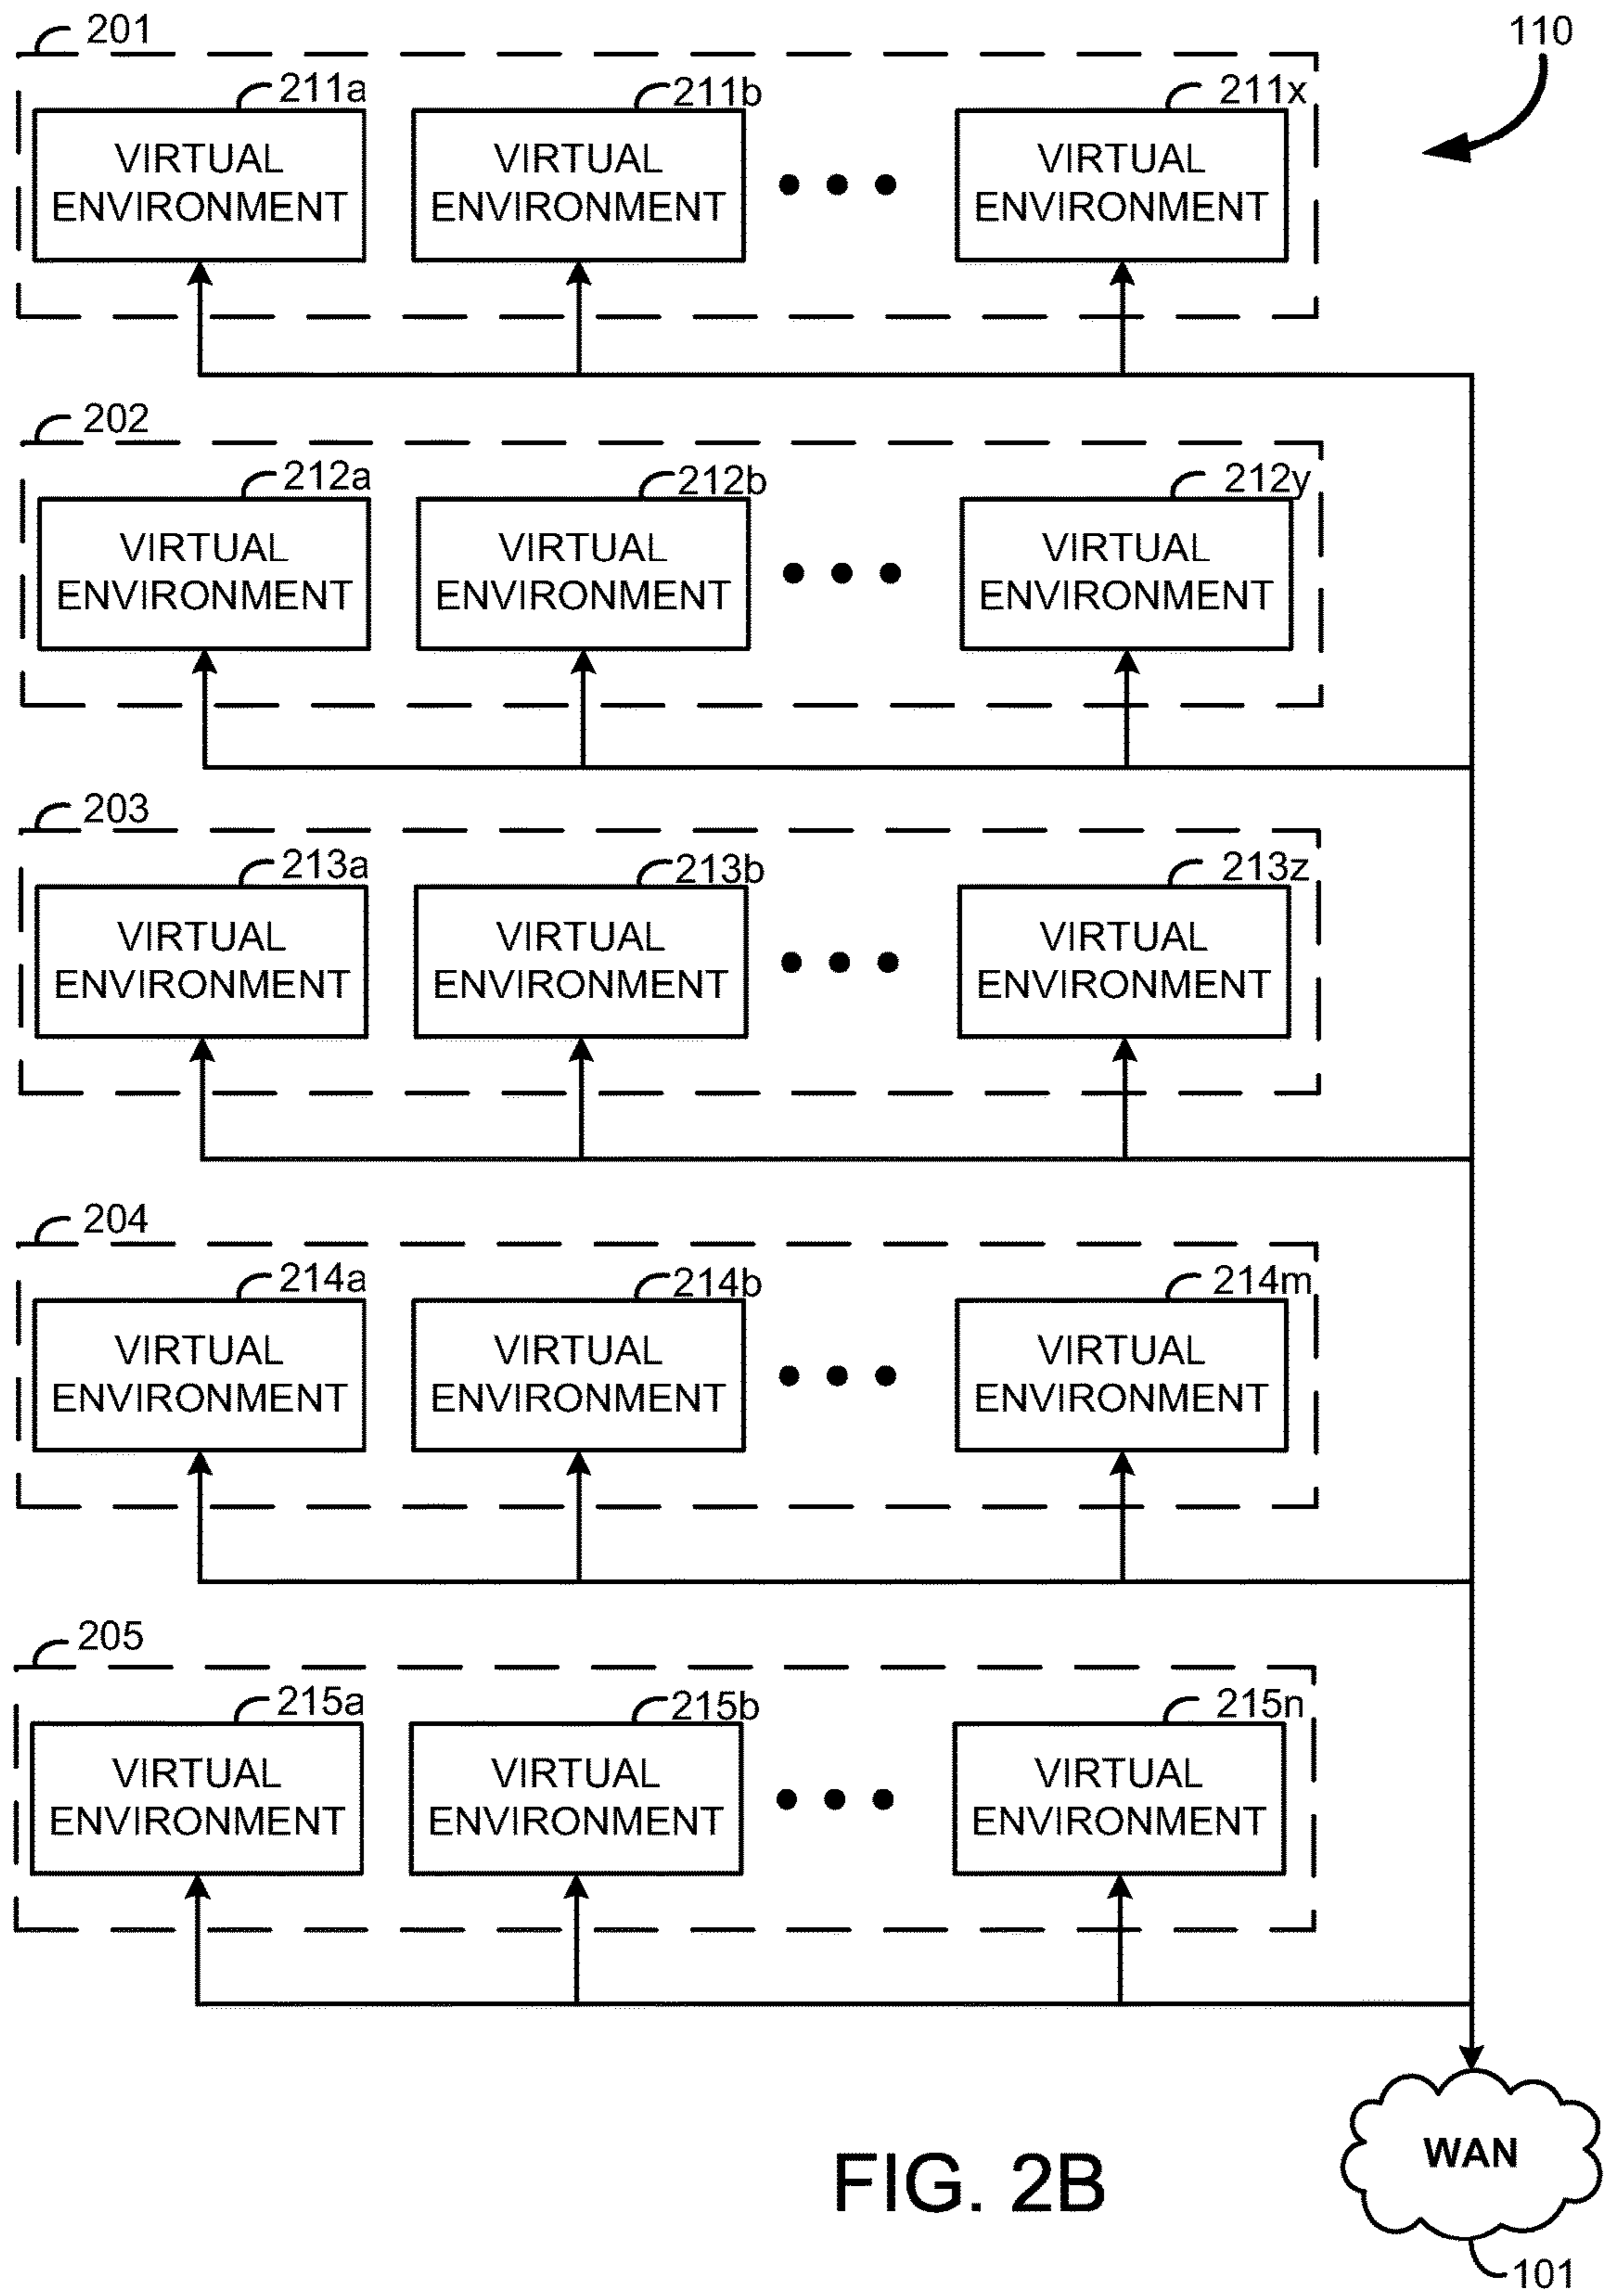 201
110
211a
211b
211x
VIRTUAL
ENVIRONMENT
VIRTUAL
ENVIRONMENT
VIRTUAL
ENVIRONMENT
202
212a
212b
212y
VIRTUAL
ENVIRONMENT
VIRTUAL
ENVIRONMENT
VIRTUAL
ENVIRONMENT
203
213a
213b
213z
VIRTUAL
ENVIRONMENT
VIRTUAL
ENVIRONMENT
VIRTUAL
ENVIRONMENT
204
214a
214b
214m
VIRTUAL
ENVIRONMENT
VIRTUAL
ENVIRONMENT
VIRTUAL
ENVIRONMENT
205
215a
215b
215n
VIRTUAL
ENVIRONMENT
VIRTUAL
ENVIRONMENT
VIRTUAL
ENVIRONMENT
WAN
FIG. 2B
101